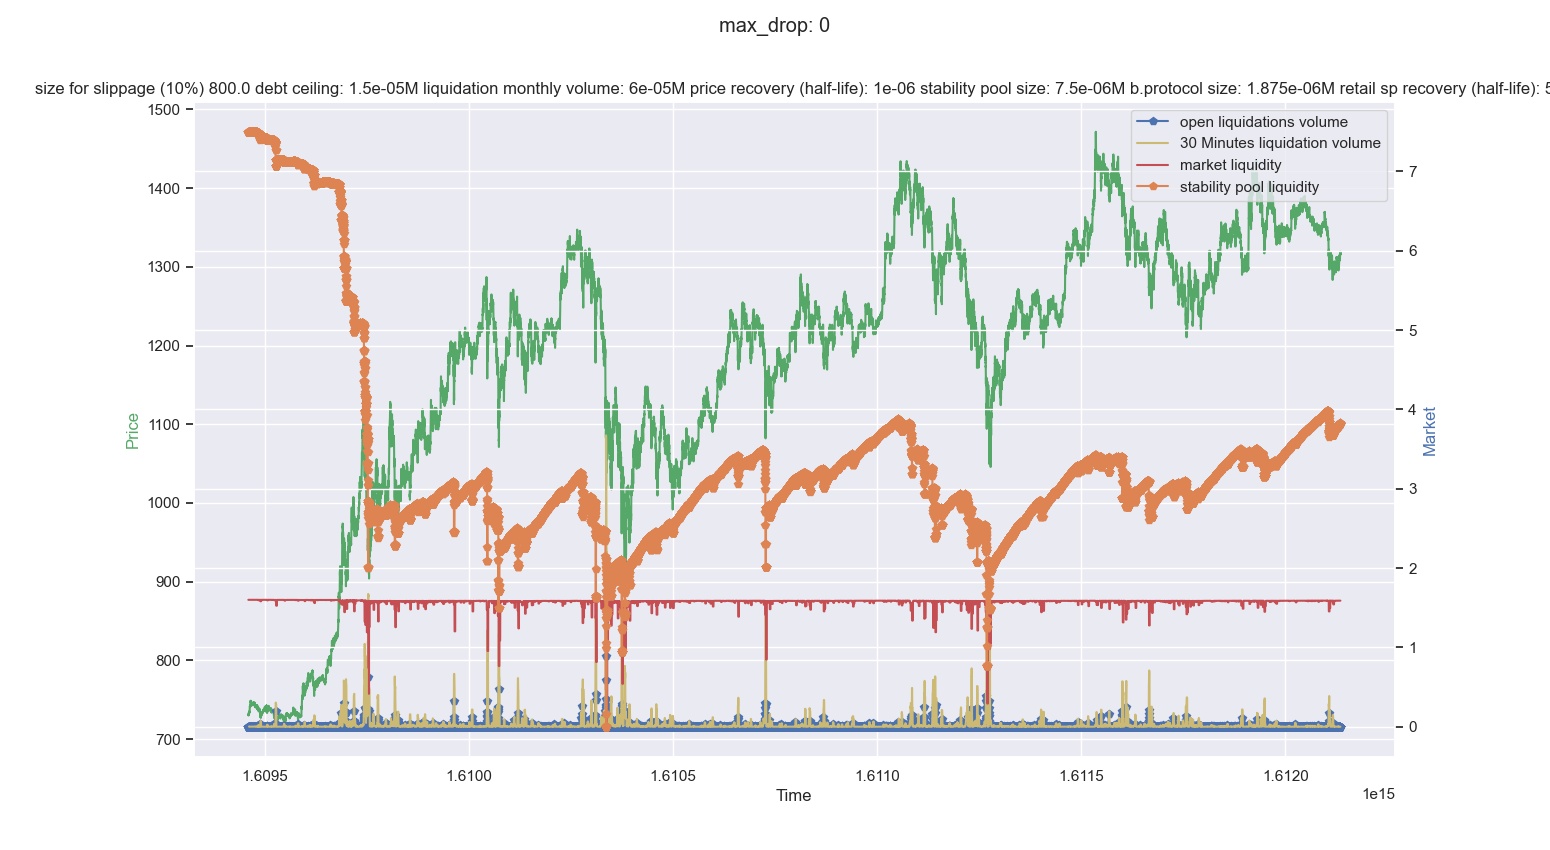 max_drop: 0
size for slippage (10%) 800.0 debt ceiling: 1.5e-05M liquidation monthly volume: 6e-05M price recovery (half-life): 1e-06 stability pool size: 7.5e-06M b.protocol size: 1.875e-06M retail sp recovery (half-life):
1500
1400
1300
1200
1100
1000
900
800
700
Price
open liquidations volume
30 Minutes liquidation volume
market liquidity
stability pool liquidity
7
6
5
4
3
2
1
0
Market
1.6095
1.6100
1.6105
1.6110
1.6115
1.6120
1e15
Time